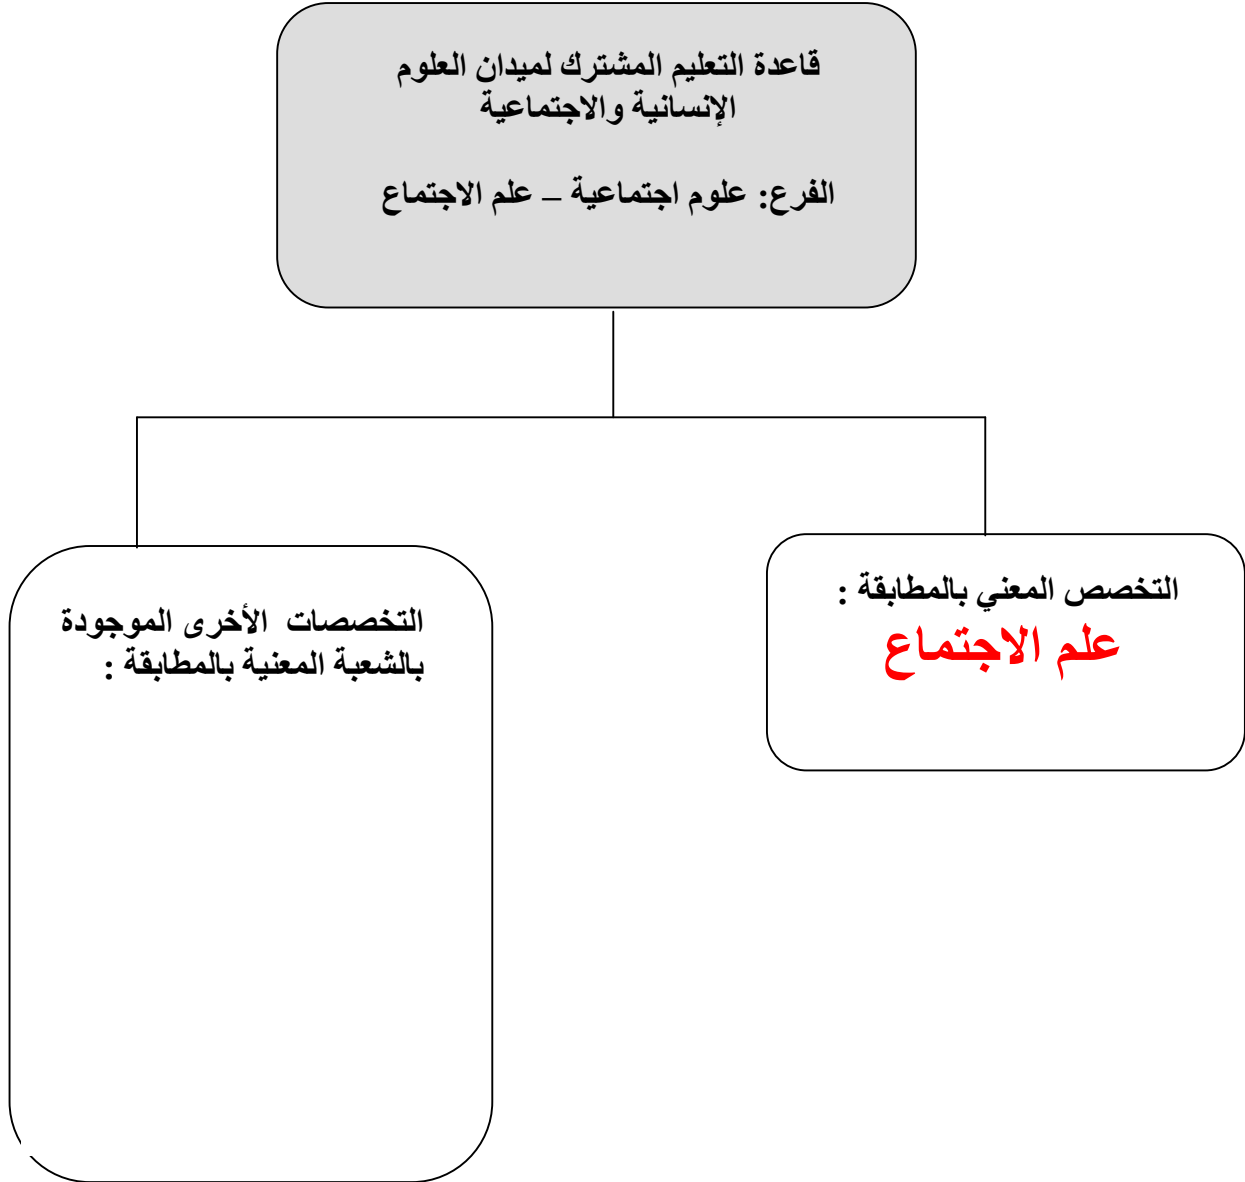 قاعدة التعليم المشترك لميدان العلوم
الإنسانية والاجتماعية
الفرع: علوم اجتماعية – علم الاجتماع
التخصص المعني بالمطابقة :
علم الاجتماع
التخصصات الأخرى الموجودة
بالشعبة المعنية بالمطابقة :